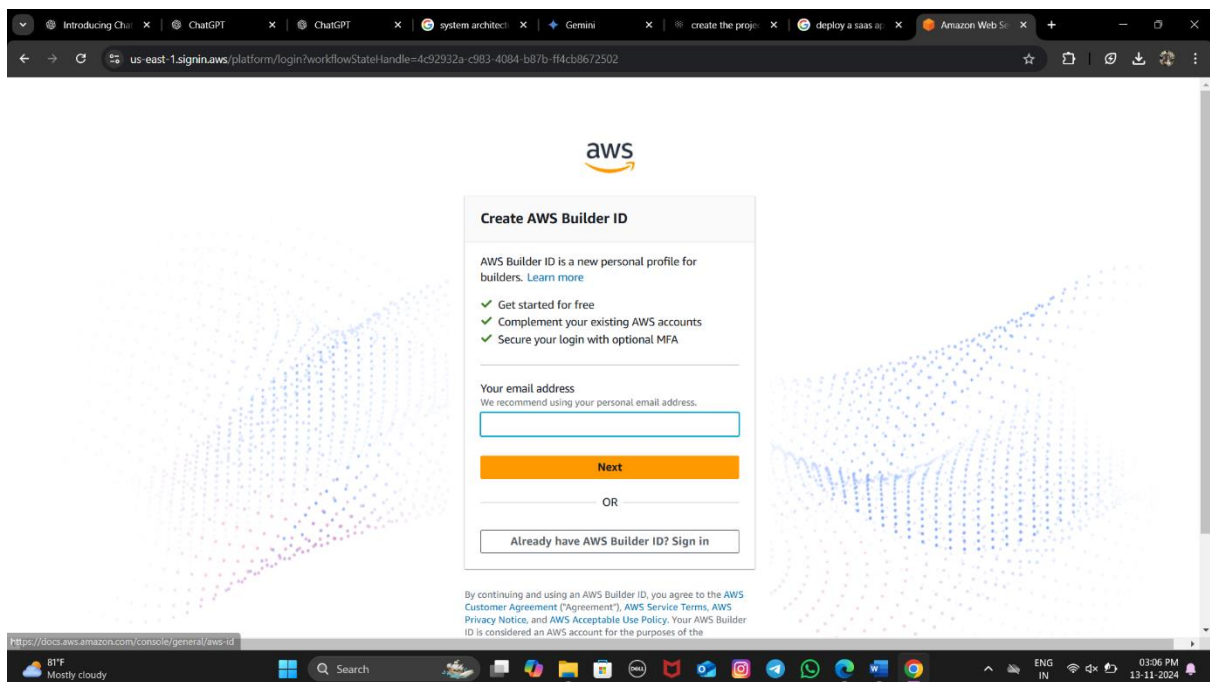 Introducing Cha
ChatGPT
ChatGPT
system architect
Gemini
create the proje
deploy a saas ap
Amazon Web Se
us-east-1.signin.aws/platform/login?workflowStateHandle=4c92932a-c983-4084-b87b-ff4cb8672502
aws
Create AWS Builder ID
AWS Builder ID is a new personal profile for
builders. Learn more
Get started for free
Complement your existing AWS accounts
Secure your login with optional MFA
Your email address
We recommend using your personal email address.
Next
OR
Already have AWS Builder ID? Sign in
By continuing and using an AWS Builder ID, you agree to the AWS
Customer Agreement ("Agreement"), AWS Service Terms, AWS
Privacy Notice, and AWS Acceptable Use Policy. Your AWS Builder
ID is considered an AWS account for the purposes of the
https://docs.aws.amazon.com/console/general/aws-id
81°F
Mostly cloudy
Search
DELL
ENG
IN
03:06 PM
13-11-2024